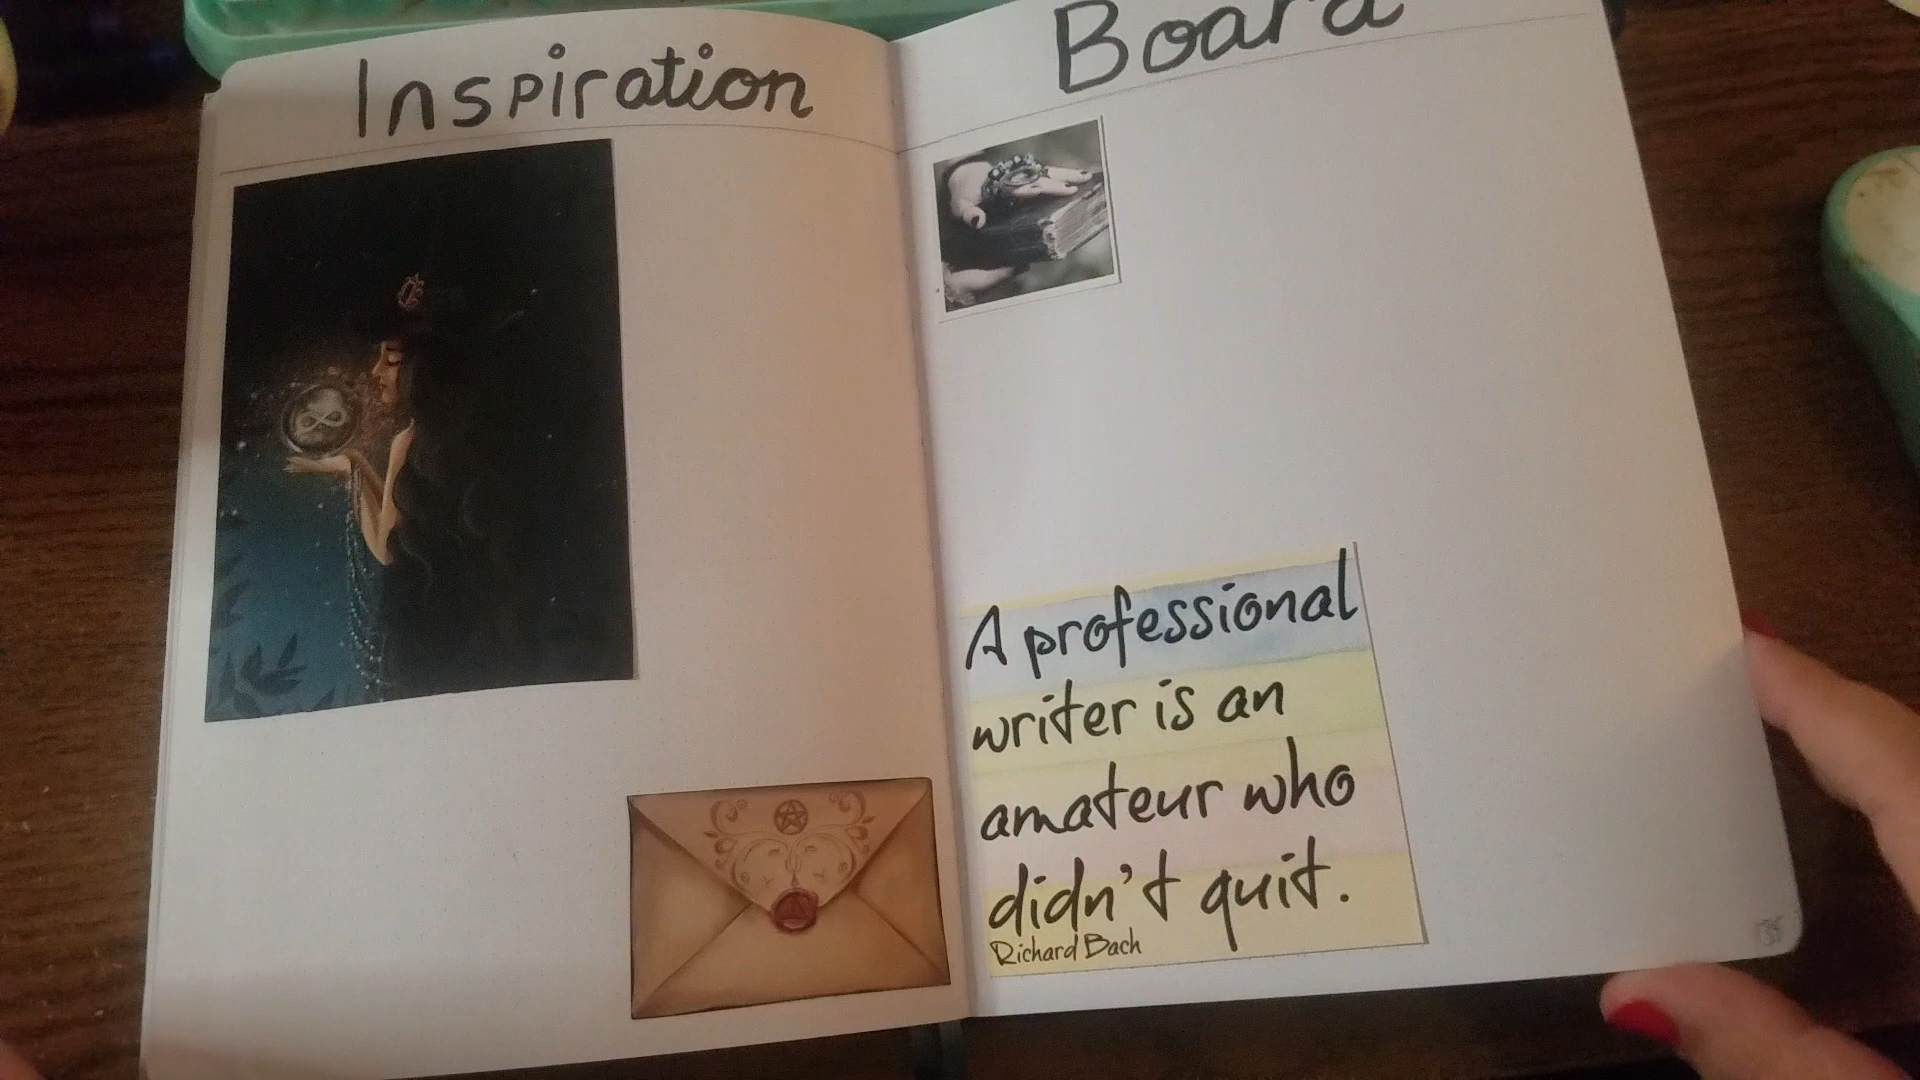 Inspiration
Board
A professional
writer is an
amateur who
didn't quit.
Richard Bach